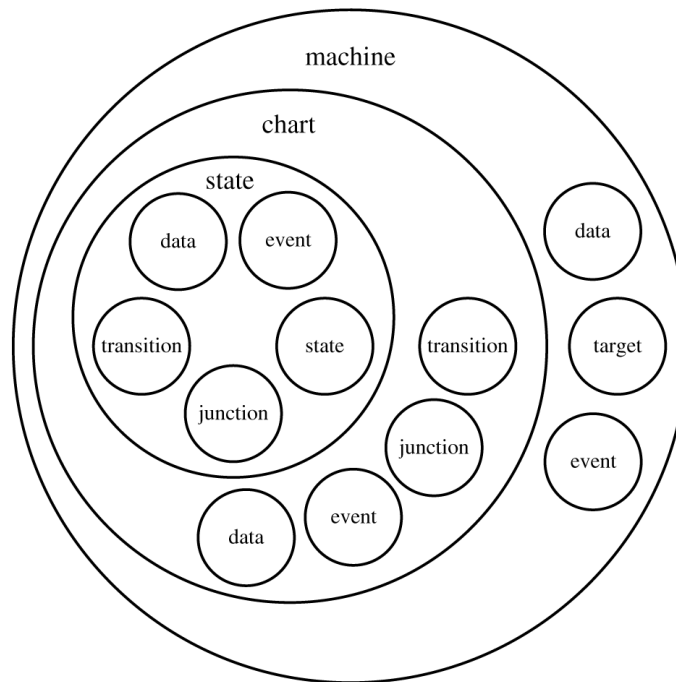 machine
chart
state
data
event
data
transition
state
transition
target
junction
junction
event
event
data